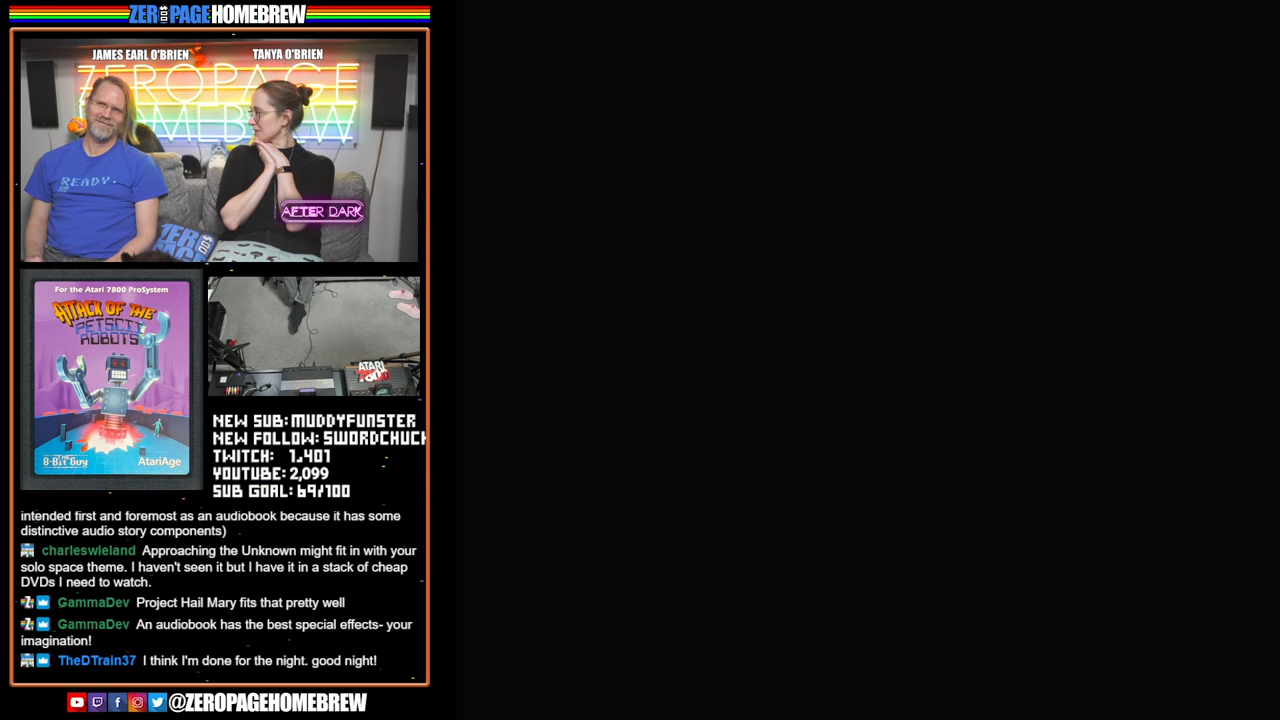 ZEROPAGE HOMEBREW
JAMES EARL O'BRIEN
TANYA O'BRIEN
ZEROPAGE
HOMEBREW
READY.
AFTER DARK
ZERO
PAGE
For the Atari 7800 ProSystem
ATTACK OF THE
PETSCII
ROBOTS
THE
8-Bit Guy
AtariAge
ATARI
NEW SUB: MUDDYFUNSTER
NEW FOLLOW: SWORDCHUCK
TWITCH: 1,401
YOUTUBE: 2,099
SUB GOAL: 69/100
intended first and foremost as an audiobook because it has some
distinctive audio story components)
charleswieland Approaching the Unknown might fit in with your
solo space theme. I haven't seen it but I have it in a stack of cheap
DVDs I need to watch.
GammaDev Project Hail Mary fits that pretty well
GammaDev An audiobook has the best special effects- your
imagination!
TheDTrain37 I think I'm done for the night. good night!
@ZEROPAGEHOMEBREW